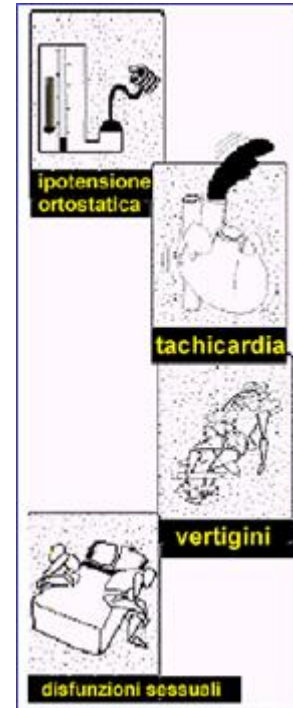 ipotensione
ortostatica
tachicardia
vertigini
disfunzioni sessuali